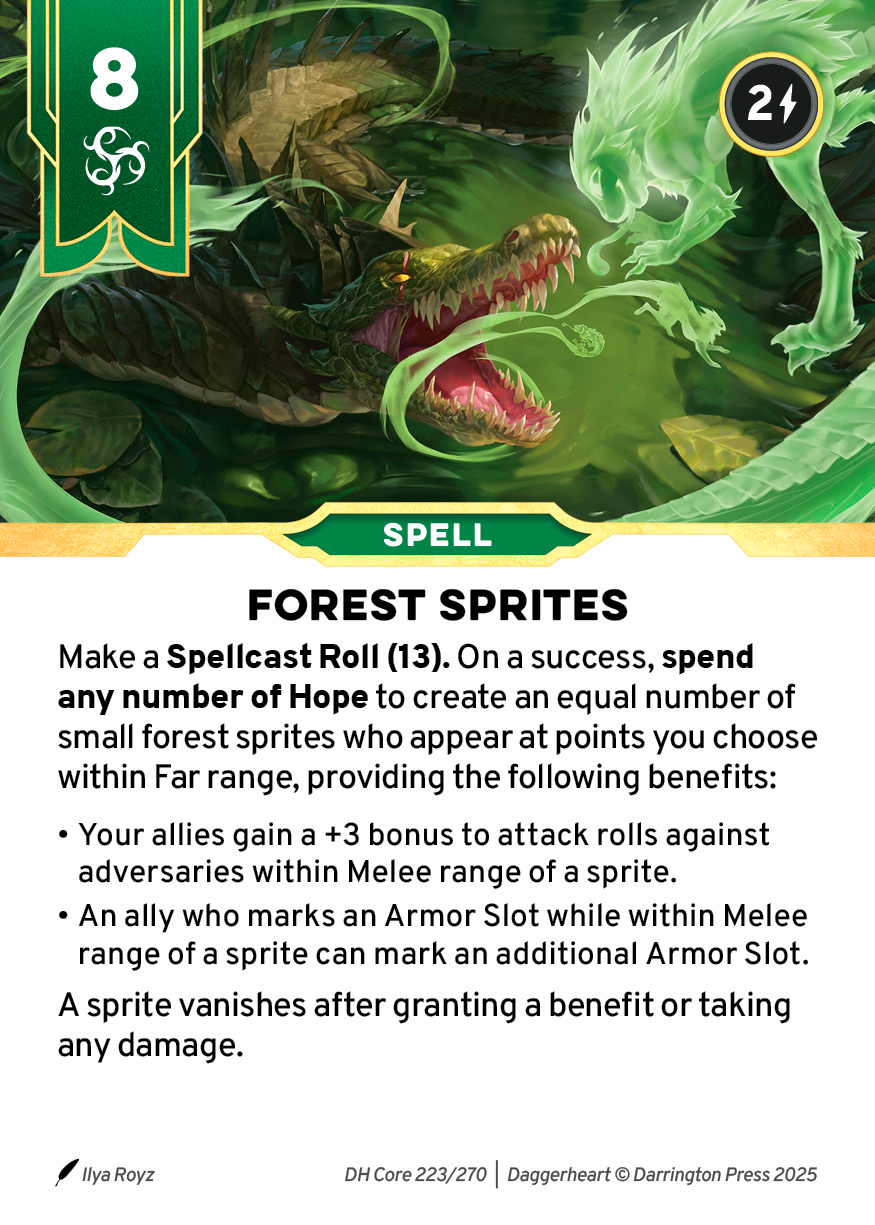 8
2
SPELL
FOREST SPRITES
Make a Spellcast Roll (13). On a success, spend
any number of Hope to create an equal number of
small forest sprites who appear at points you choose
within Far range, providing the following benefits:
• Your allies gain a +3 bonus to attack rolls against
adversaries within Melee range of a sprite.
• An ally who marks an Armor Slot while within Melee
range of a sprite can mark an additional Armor Slot.
A sprite vanishes after granting a benefit or taking
any damage.
Ilya Royz
DH Core 223/270 | Daggerheart © Darrington Press 2025